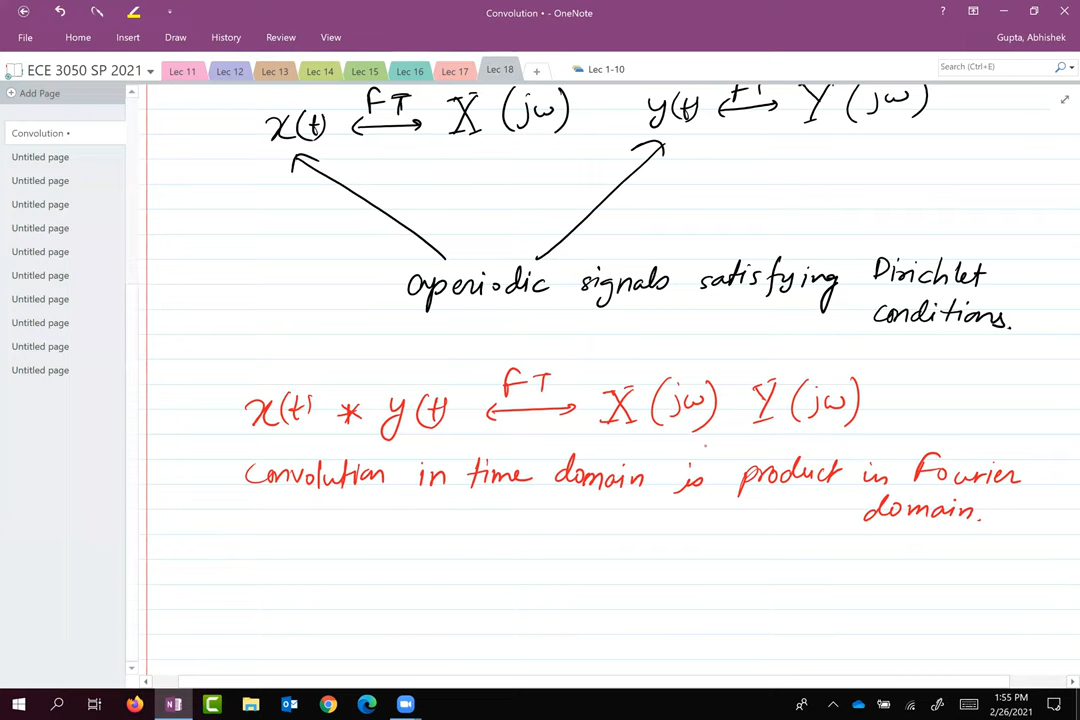 Convolution • - OneNote
Gupta, Abhishek
File Home Insert Draw History Review View
ECE 3050 SP 2021
Lec 11 Lec 12 Lec 13 Lec 14 Lec 15 Lec 16 Lec 17 Lec 18 + Lec 1-10
Search (Ctrl+E)
Add Page
Convolution •
Untitled page
Untitled page
Untitled page
Untitled page
Untitled page
Untitled page
Untitled page
Untitled page
Untitled page
Untitled page
x(t) <-FT-> X(jω) y(t) <-FT-> Y(jω)
aperiodic signals satisfying Dirichlet
conditions.
x(t) * y(t) <-FT-> X(jω) Y(jω)
Convolution in time domain is product in Fourier
domain.
1:55 PM
2/26/2021